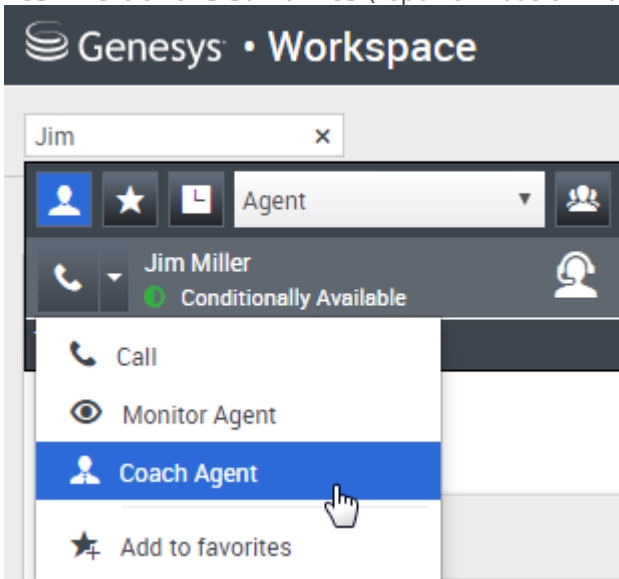 Genesys • Workspace
Jim ×
Agent
Jim Miller
Conditionally Available
Call
Monitor Agent
Coach Agent
Add to favorites